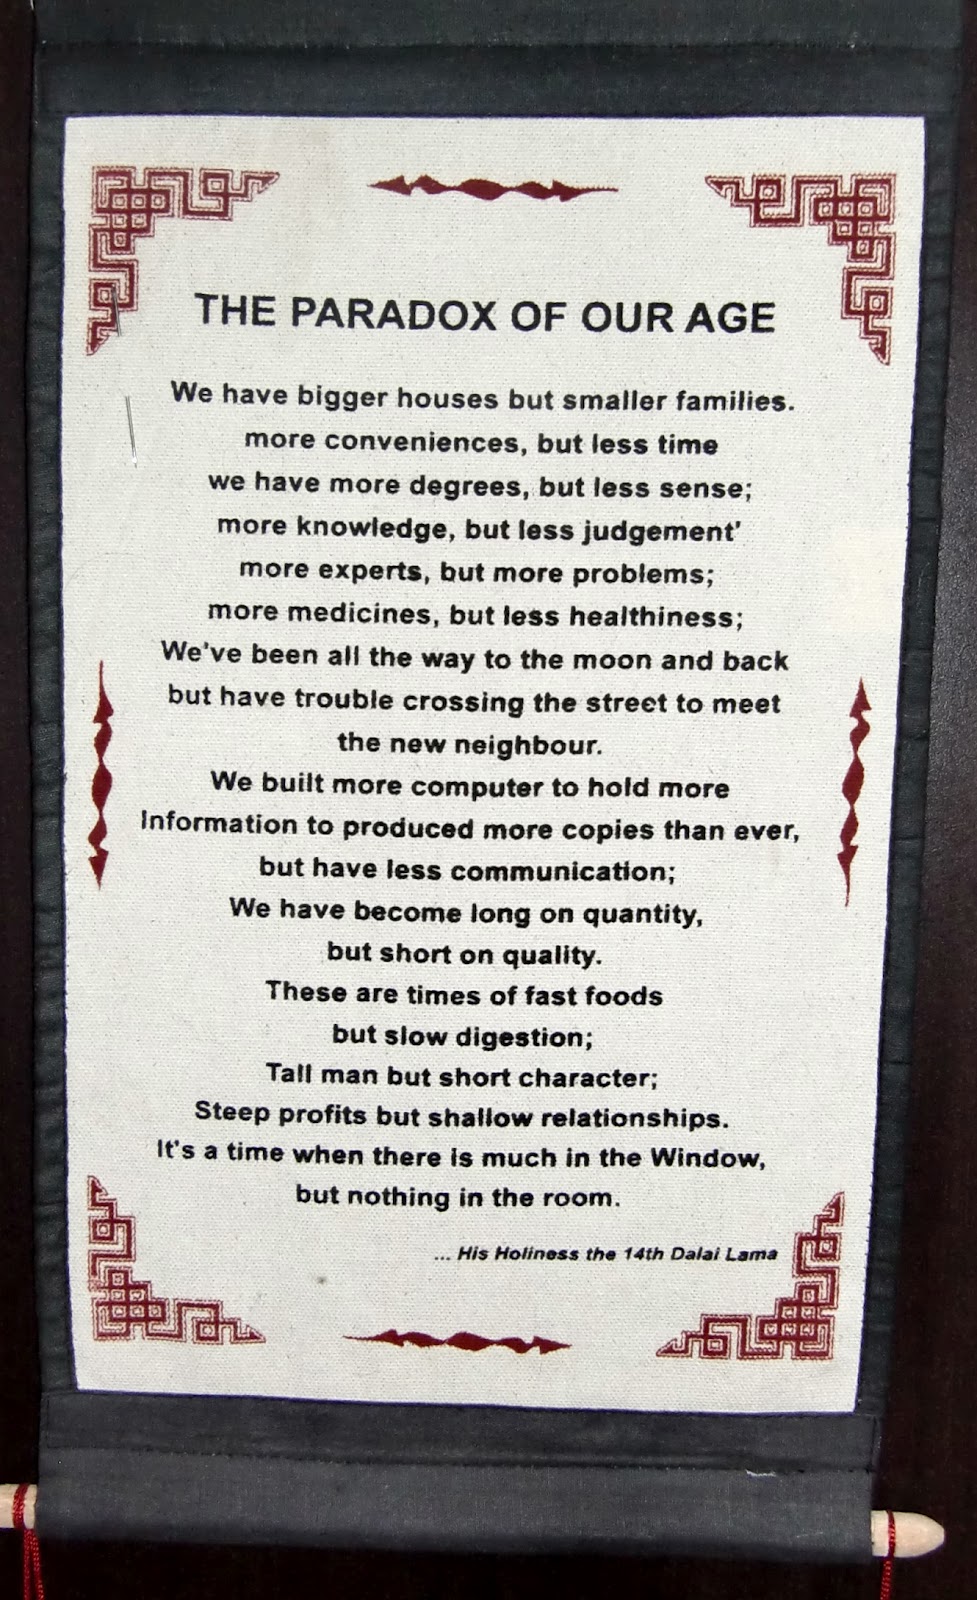 THE PARADOX OF OUR AGE
We have bigger houses but smaller families.
more conveniences, but less time
we have more degrees, but less sense;
more knowledge, but less judgement'
more experts, but more problems;
more medicines, but less healthiness;
We've been all the way to the moon and back
but have trouble crossing the street to meet
the new neighbour.
We built more computer to hold more
Information to produced more copies than ever,
but have less communication;
We have become long on quantity,
but short on quality.
These are times of fast foods
but slow digestion;
Tall man but short character;
Steep profits but shallow relationships.
It's a time when there is much in the Window,
but nothing in the room.
... His Holiness the 14th Dalai Lama